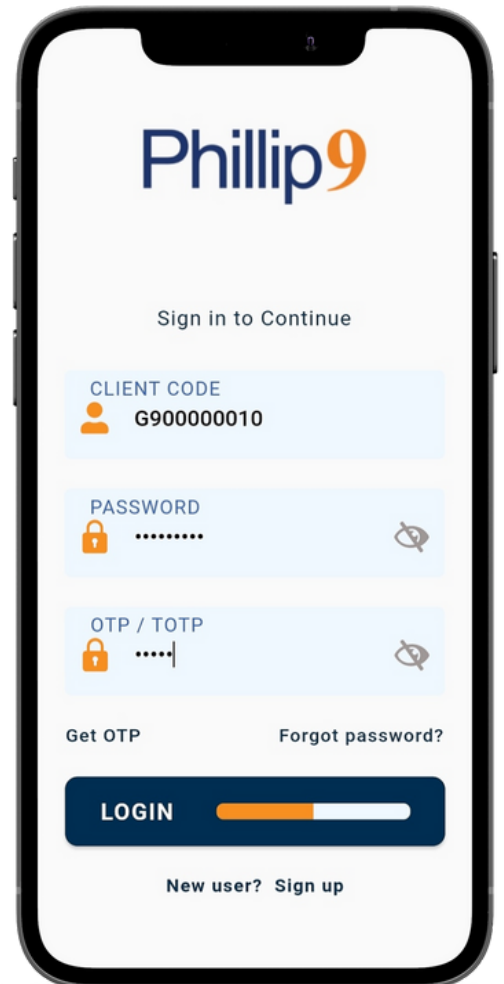 Phillip9
Sign in to Continue
CLIENT CODE
G900000010
PASSWORD
•••••••••
OTP / TOTP
•••••
Get OTP Forgot password?
LOGIN
New user? Sign up